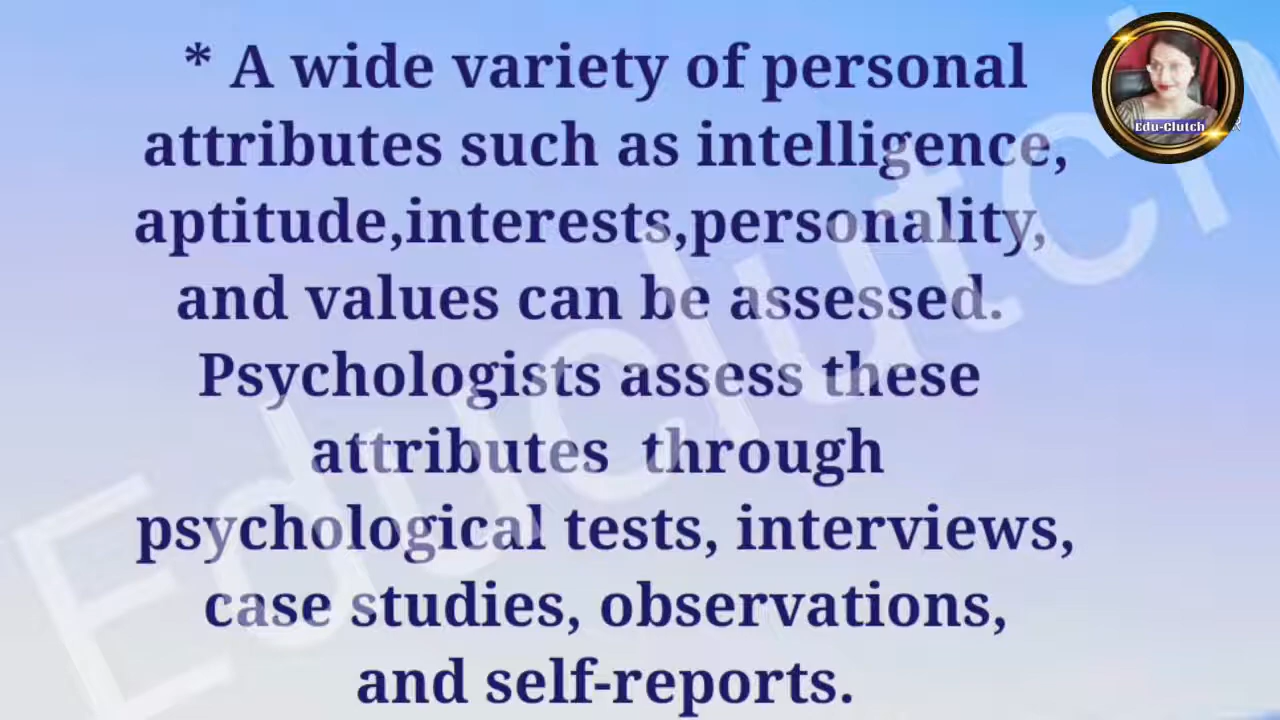 * A wide variety of personal
attributes such as intelligence,
aptitude,interests,personality,
and values can be assessed.
Psychologists assess these
attributes through
psychological tests, interviews,
case studies, observations,
and self-reports.
Edu-Clutch
Educlutch